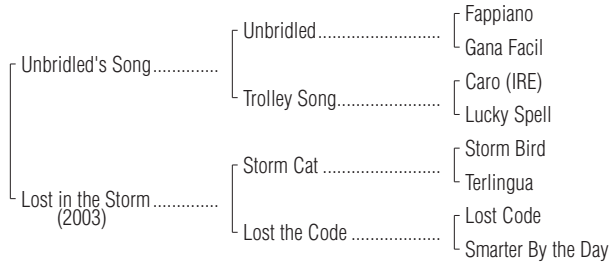 Fappiano
Unbridled..............................
Gana Facil
Unbridled's Song..............
Caro (IRE)
Trolley Song.........................
Lucky Spell
Storm Bird
Storm Cat ............................
Terlingua
Lost in the Storm..............
(2003)
Lost Code
Lost the Code ......................
Smarter By the Day